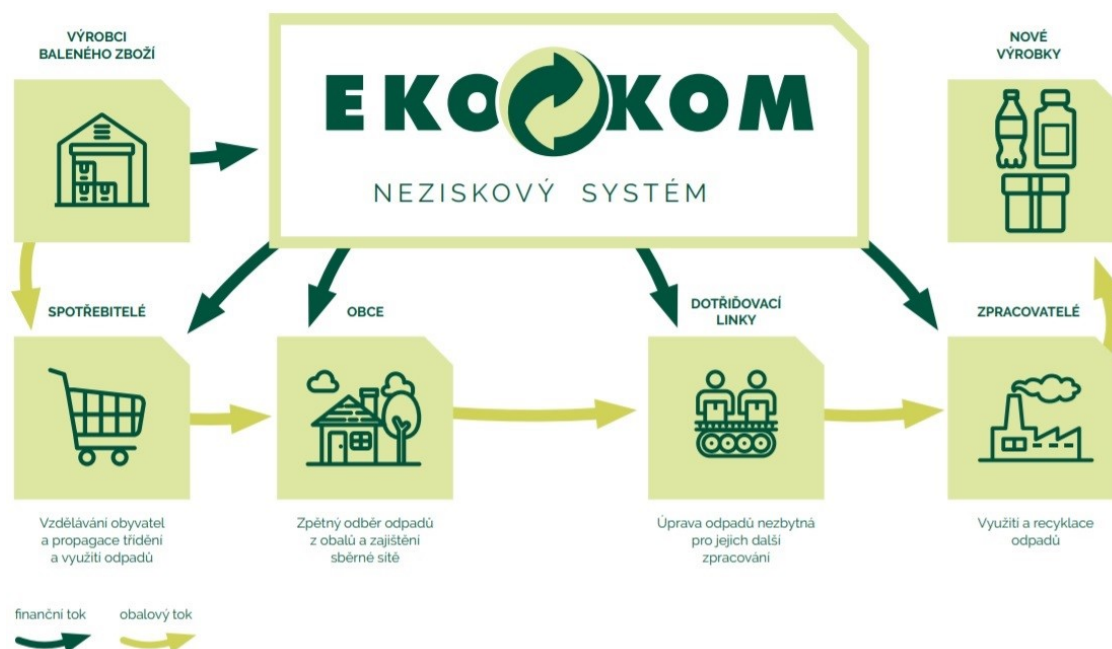 VÝROBCI
BALENÉHO ZBOŽÍ
EKO KOM
NEZISKOVÝ SYSTÉM
NOVÉ
VÝROBKY
SPOTŘEBITELÉ
OBCE
DOTŘIĎOVACÍ
LINKY
ZPRACOVATELÉ
Vzdělávání obyvatel
a propagace třídění
a využití odpadů
Zpětný odběr odpadů
z obalů a zajištění
sběrné sítě
Úprava odpadů nezbytná
pro jejich další
zpracování
Využití a recyklace
odpadů
finanční tok
obalový tok